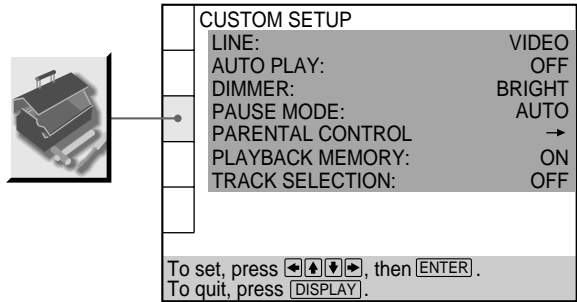 CUSTOM SETUP
LINE: VIDEO
AUTO PLAY: OFF
DIMMER: BRIGHT
PAUSE MODE: AUTO
PARENTAL CONTROL →
PLAYBACK MEMORY: ON
TRACK SELECTION: OFF
To set, press ←↑↓→, then ENTER.
To quit, press DISPLAY.